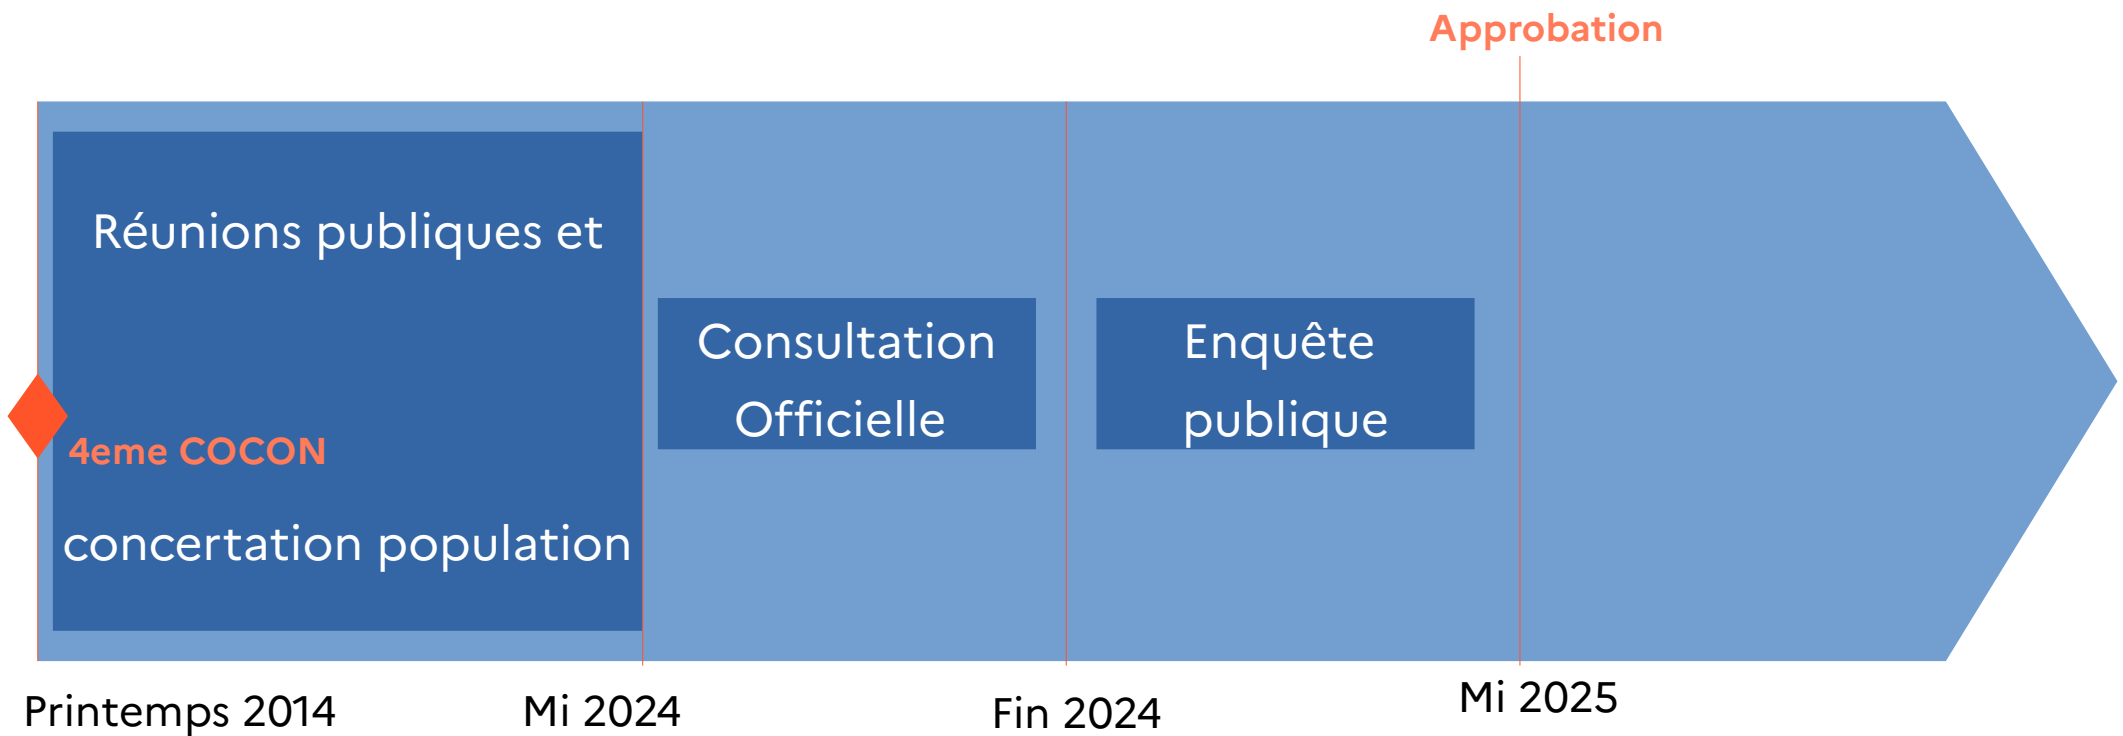 Approbation
Réunions publiques et
4eme COCON
concertation population
Consultation
Officielle
Enquête
publique
Printemps 2014
Mi 2024
Fin 2024
Mi 2025